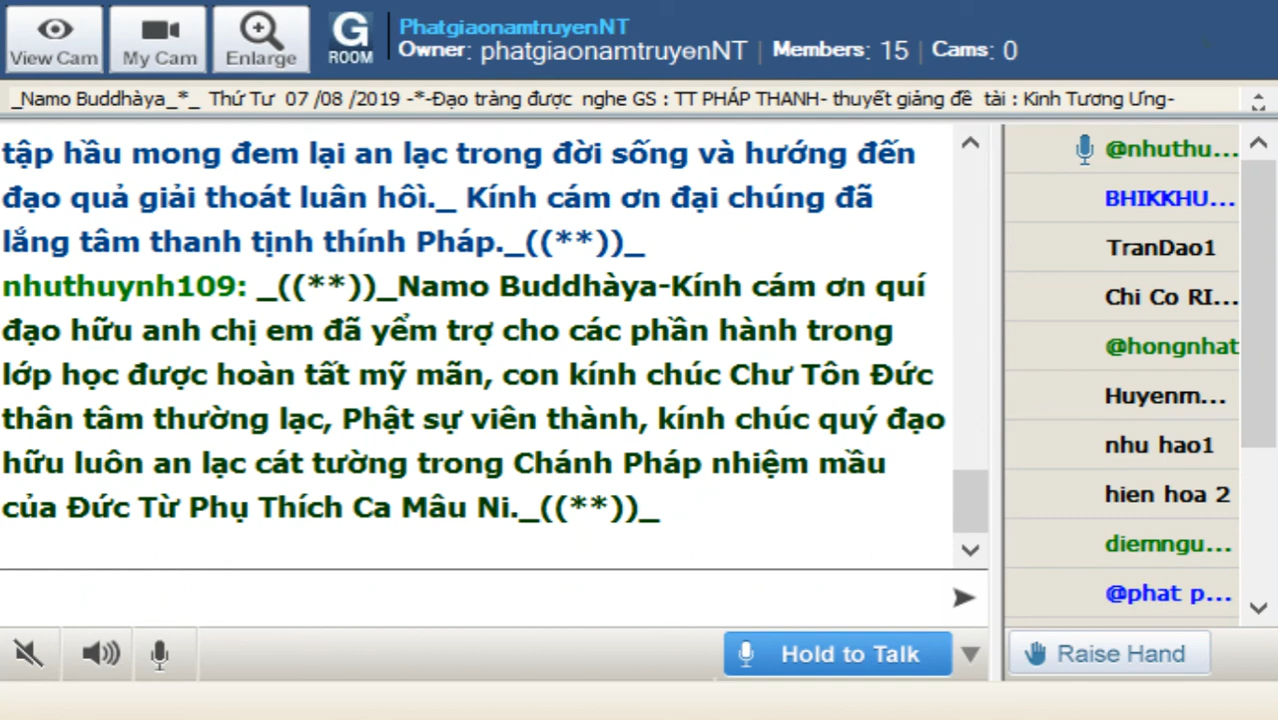 View Cam
My Cam
Enlarge
G
ROOM
PhatgiaonamtruyenNT
Owner: phatgiaonamtruyenNT | Members: 15 | Cams: 0
_Namo Buddhàya_*_ Thứ Tư 07 /08 /2019 -*-Đạo tràng được nghe GS : TT PHÁP THANH- thuyết giảng đề tài : Kinh Tương Ưng-
tập hầu mong đem lại an lạc trong đời sống và hướng đến
đạo quả giải thoát luân hồi._ Kính cám ơn đại chúng đã
lắng tâm thanh tịnh thính Pháp._((**))_
nhuthuynh109: _((**))_Namo Buddhàya-Kính cám ơn quí
đạo hữu anh chị em đã yểm trợ cho các phần hành trong
lớp học được hoàn tất mỹ mãn, con kính chúc Chư Tôn Đức
thân tâm thường lạc, Phật sự viên thành, kính chúc quý đạo
hữu luôn an lạc cát tường trong Chánh Pháp nhiệm mầu
của Đức Từ Phụ Thích Ca Mâu Ni._((**))_
@nhuthu...
BHIKKHU...
TranDao1
Chi Co RI...
@hongnhat
Huyenm...
nhu hao1
hien hoa 2
diemngu...
@phat p...
Hold to Talk
Raise Hand